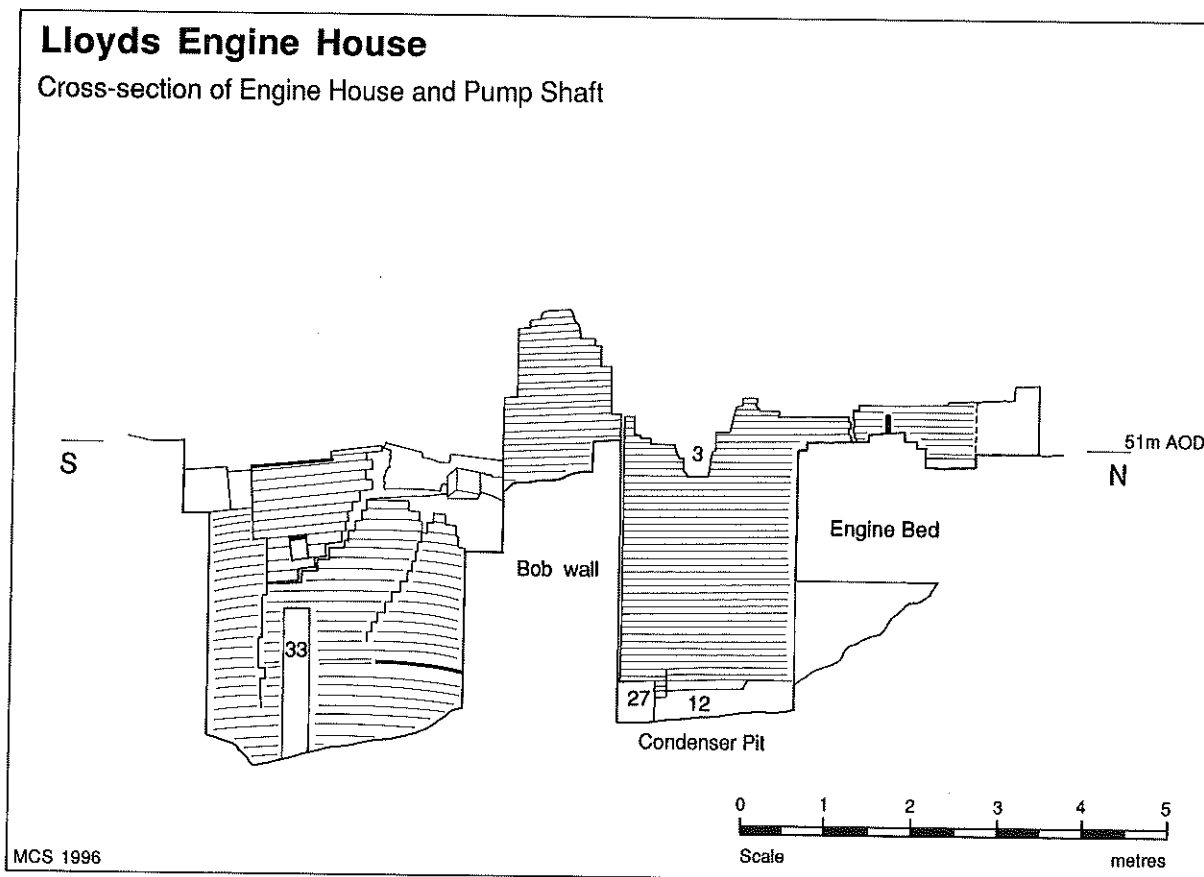 Lloyds Engine House
Cross-section of Engine House and Pump Shaft
S
3
51m AOD
N
Engine Bed
Bob wall
33
27
12
Condenser Pit
0 1 2 3 4 5
Scale metres
MCS 1996